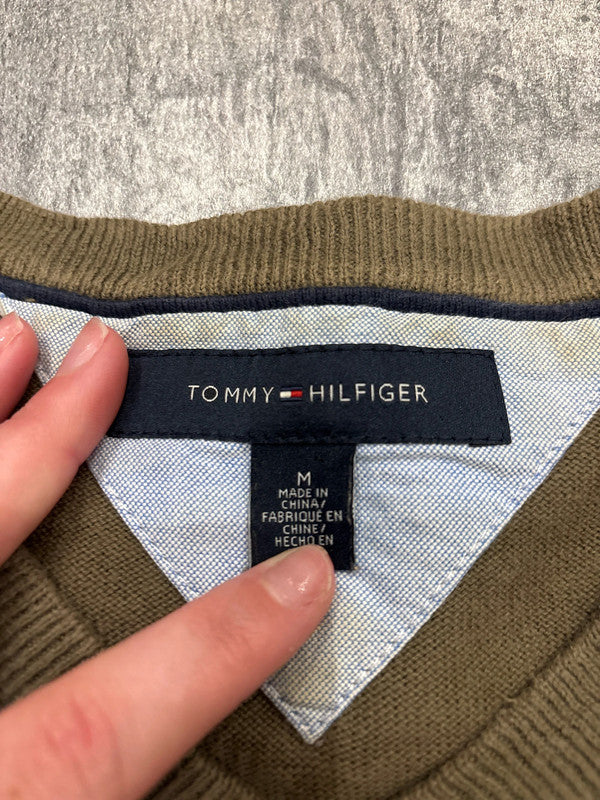 TOMMY HILFIGER
M
MADE IN
CHINA/
FABRIQUÉ EN
CHINE/
HECHO EN